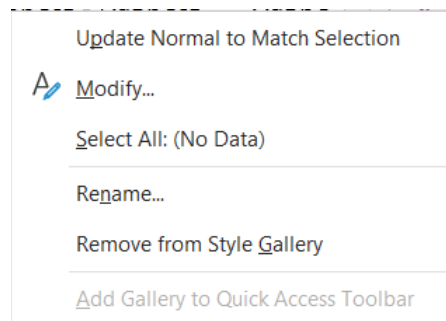 Update Normal to Match Selection
Modify...
Select All: (No Data)
Rename...
Remove from Style Gallery
Add Gallery to Quick Access Toolbar